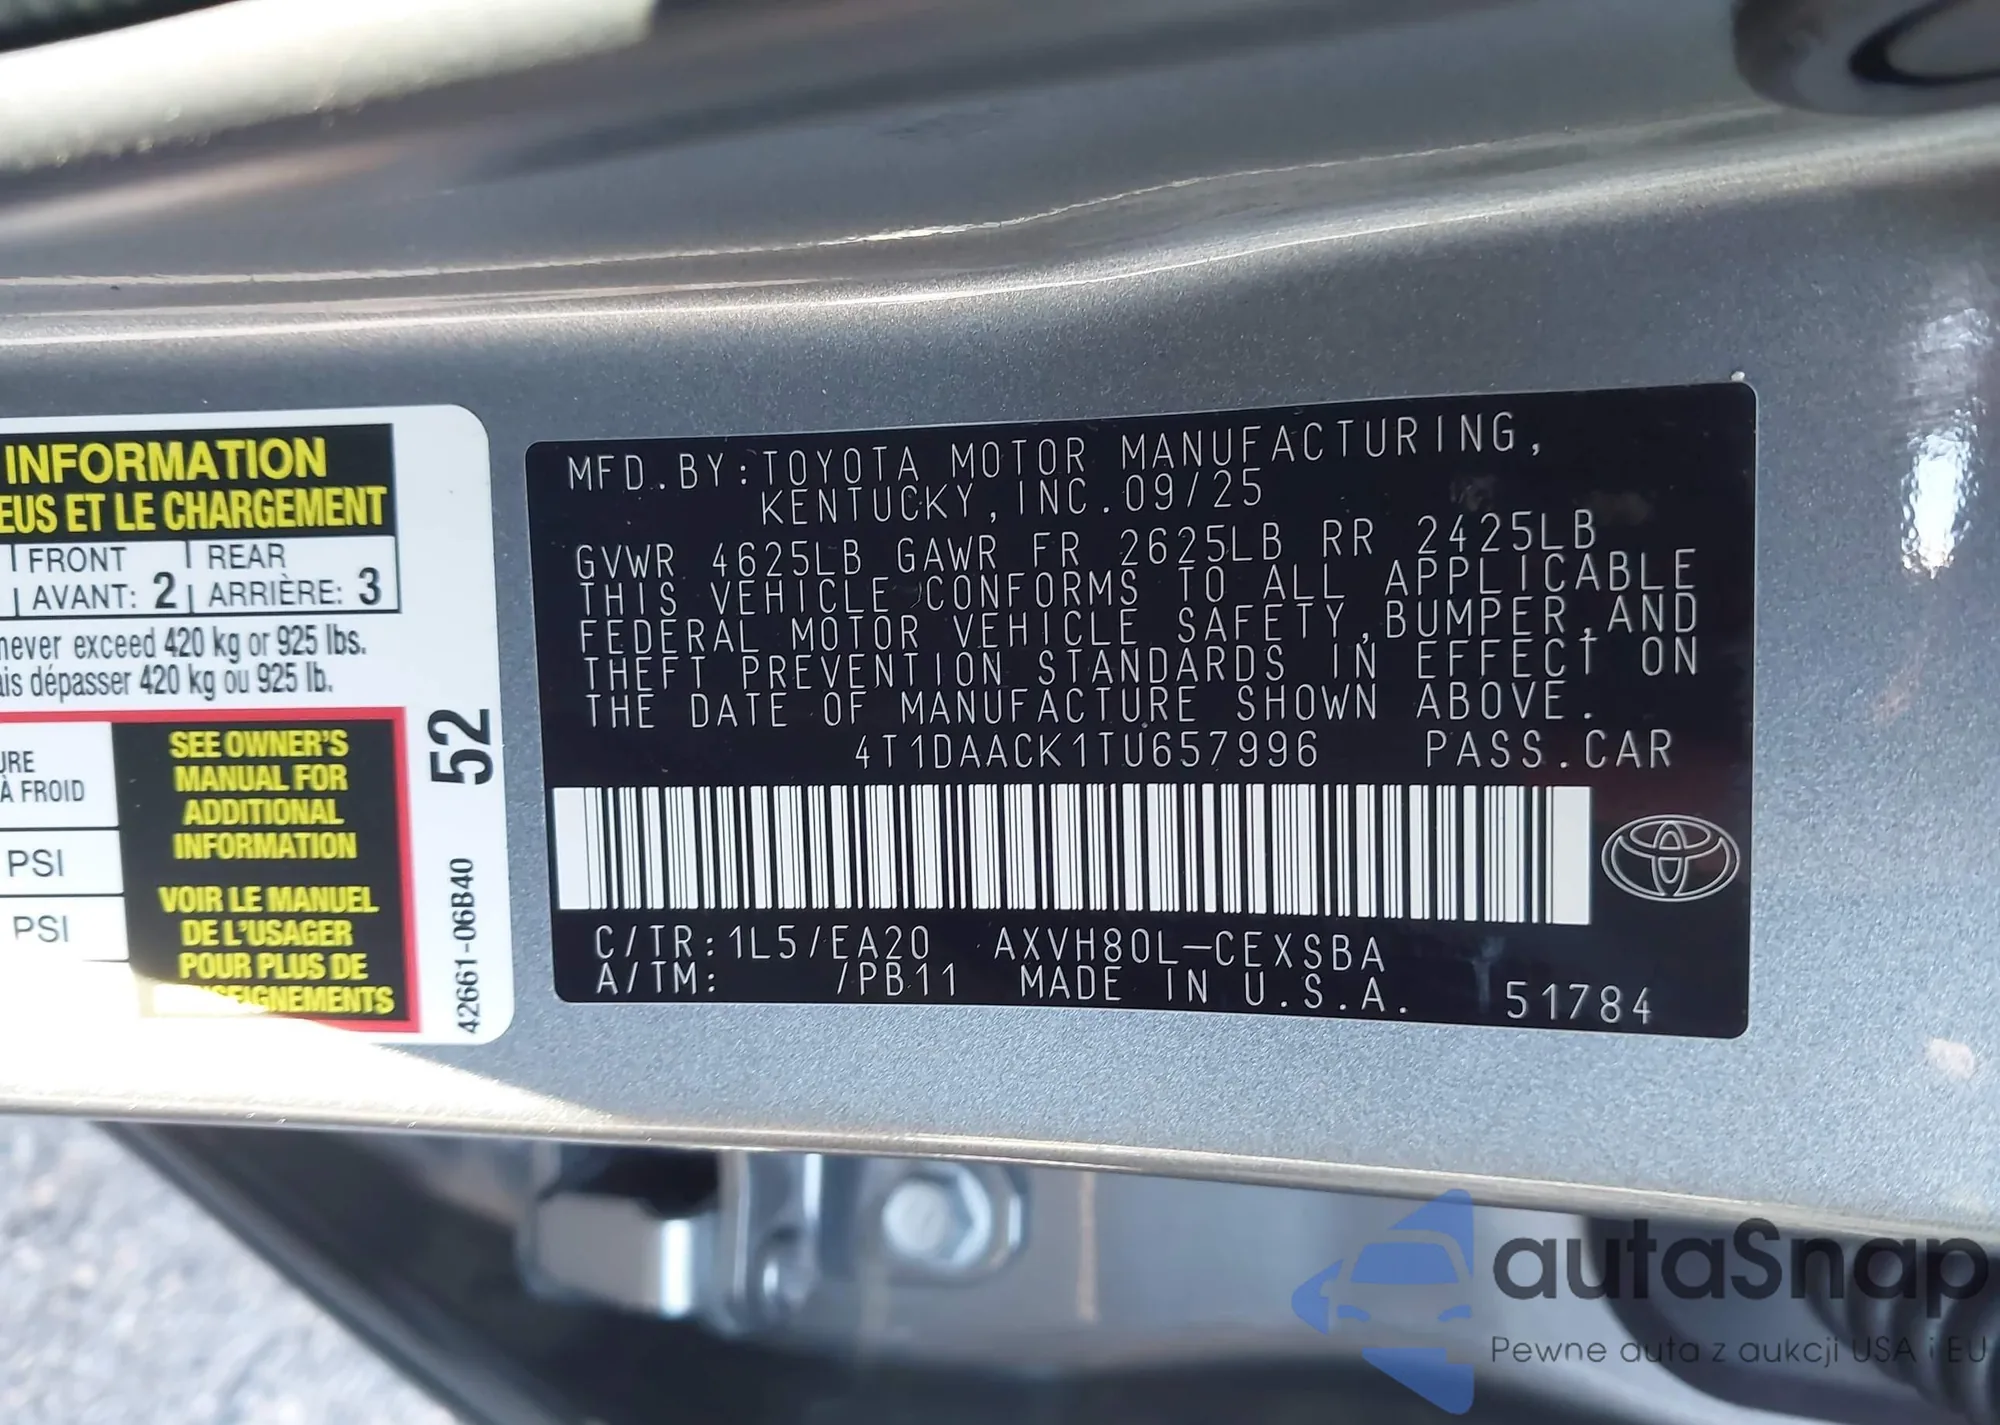 INFORMATION
EUS ET LE CHARGEMENT
FRONT
AVANT: 2
REAR
ARRIÈRE: 3
never exceed 420 kg or 925 lbs.
ais dépasser 420 kg ou 925 lb.
URE
À FROID
PSI
PSI
SEE OWNER'S
MANUAL FOR
ADDITIONAL
INFORMATION
VOIR LE MANUEL
DE L'USAGER
POUR PLUS DE
52
42661-06B40
MFD.BY:TOYOTA MOTOR MANUFACTURING,
KENTUCKY,INC.09/25
GVWR 4625LB GAWR FR 2625LB RR 2425LB
THIS VEHICLE CONFORMS TO ALL APPLICABLE
FEDERAL MOTOR VEHICLE SAFETY,BUMPER,AND
THEFT PREVENTION STANDARDS IN EFFECT ON
THE DATE OF MANUFACTURE SHOWN ABOVE.
4T1DAACK1TU657996 PASS.CAR
C/TR:1L5/EA20 AXVH80L-CEXSBA
A/TM: /PB11 MADE IN U.S.A. 51784
autaSnap
Pewne auta z aukcji USA i EU